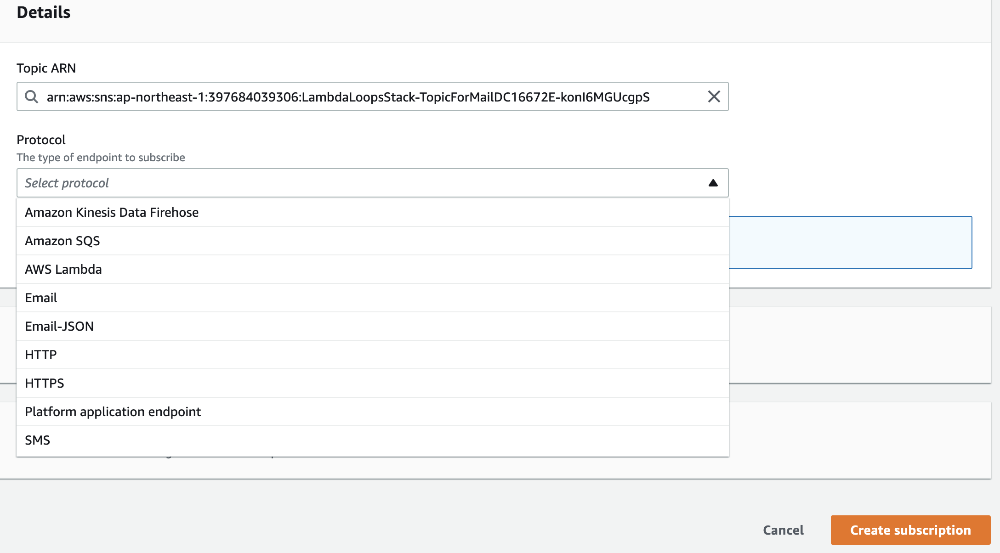 Details
Topic ARN
arn:aws:sns:ap-northeast-1:397684039306:LambdaLoopsStack-TopicForMailDC16672E-konI6MGUcgpS
Protocol
The type of endpoint to subscribe
Select protocol
Amazon Kinesis Data Firehose
Amazon SQS
AWS Lambda
Email
Email-JSON
HTTP
HTTPS
Platform application endpoint
SMS
Cancel
Create subscription